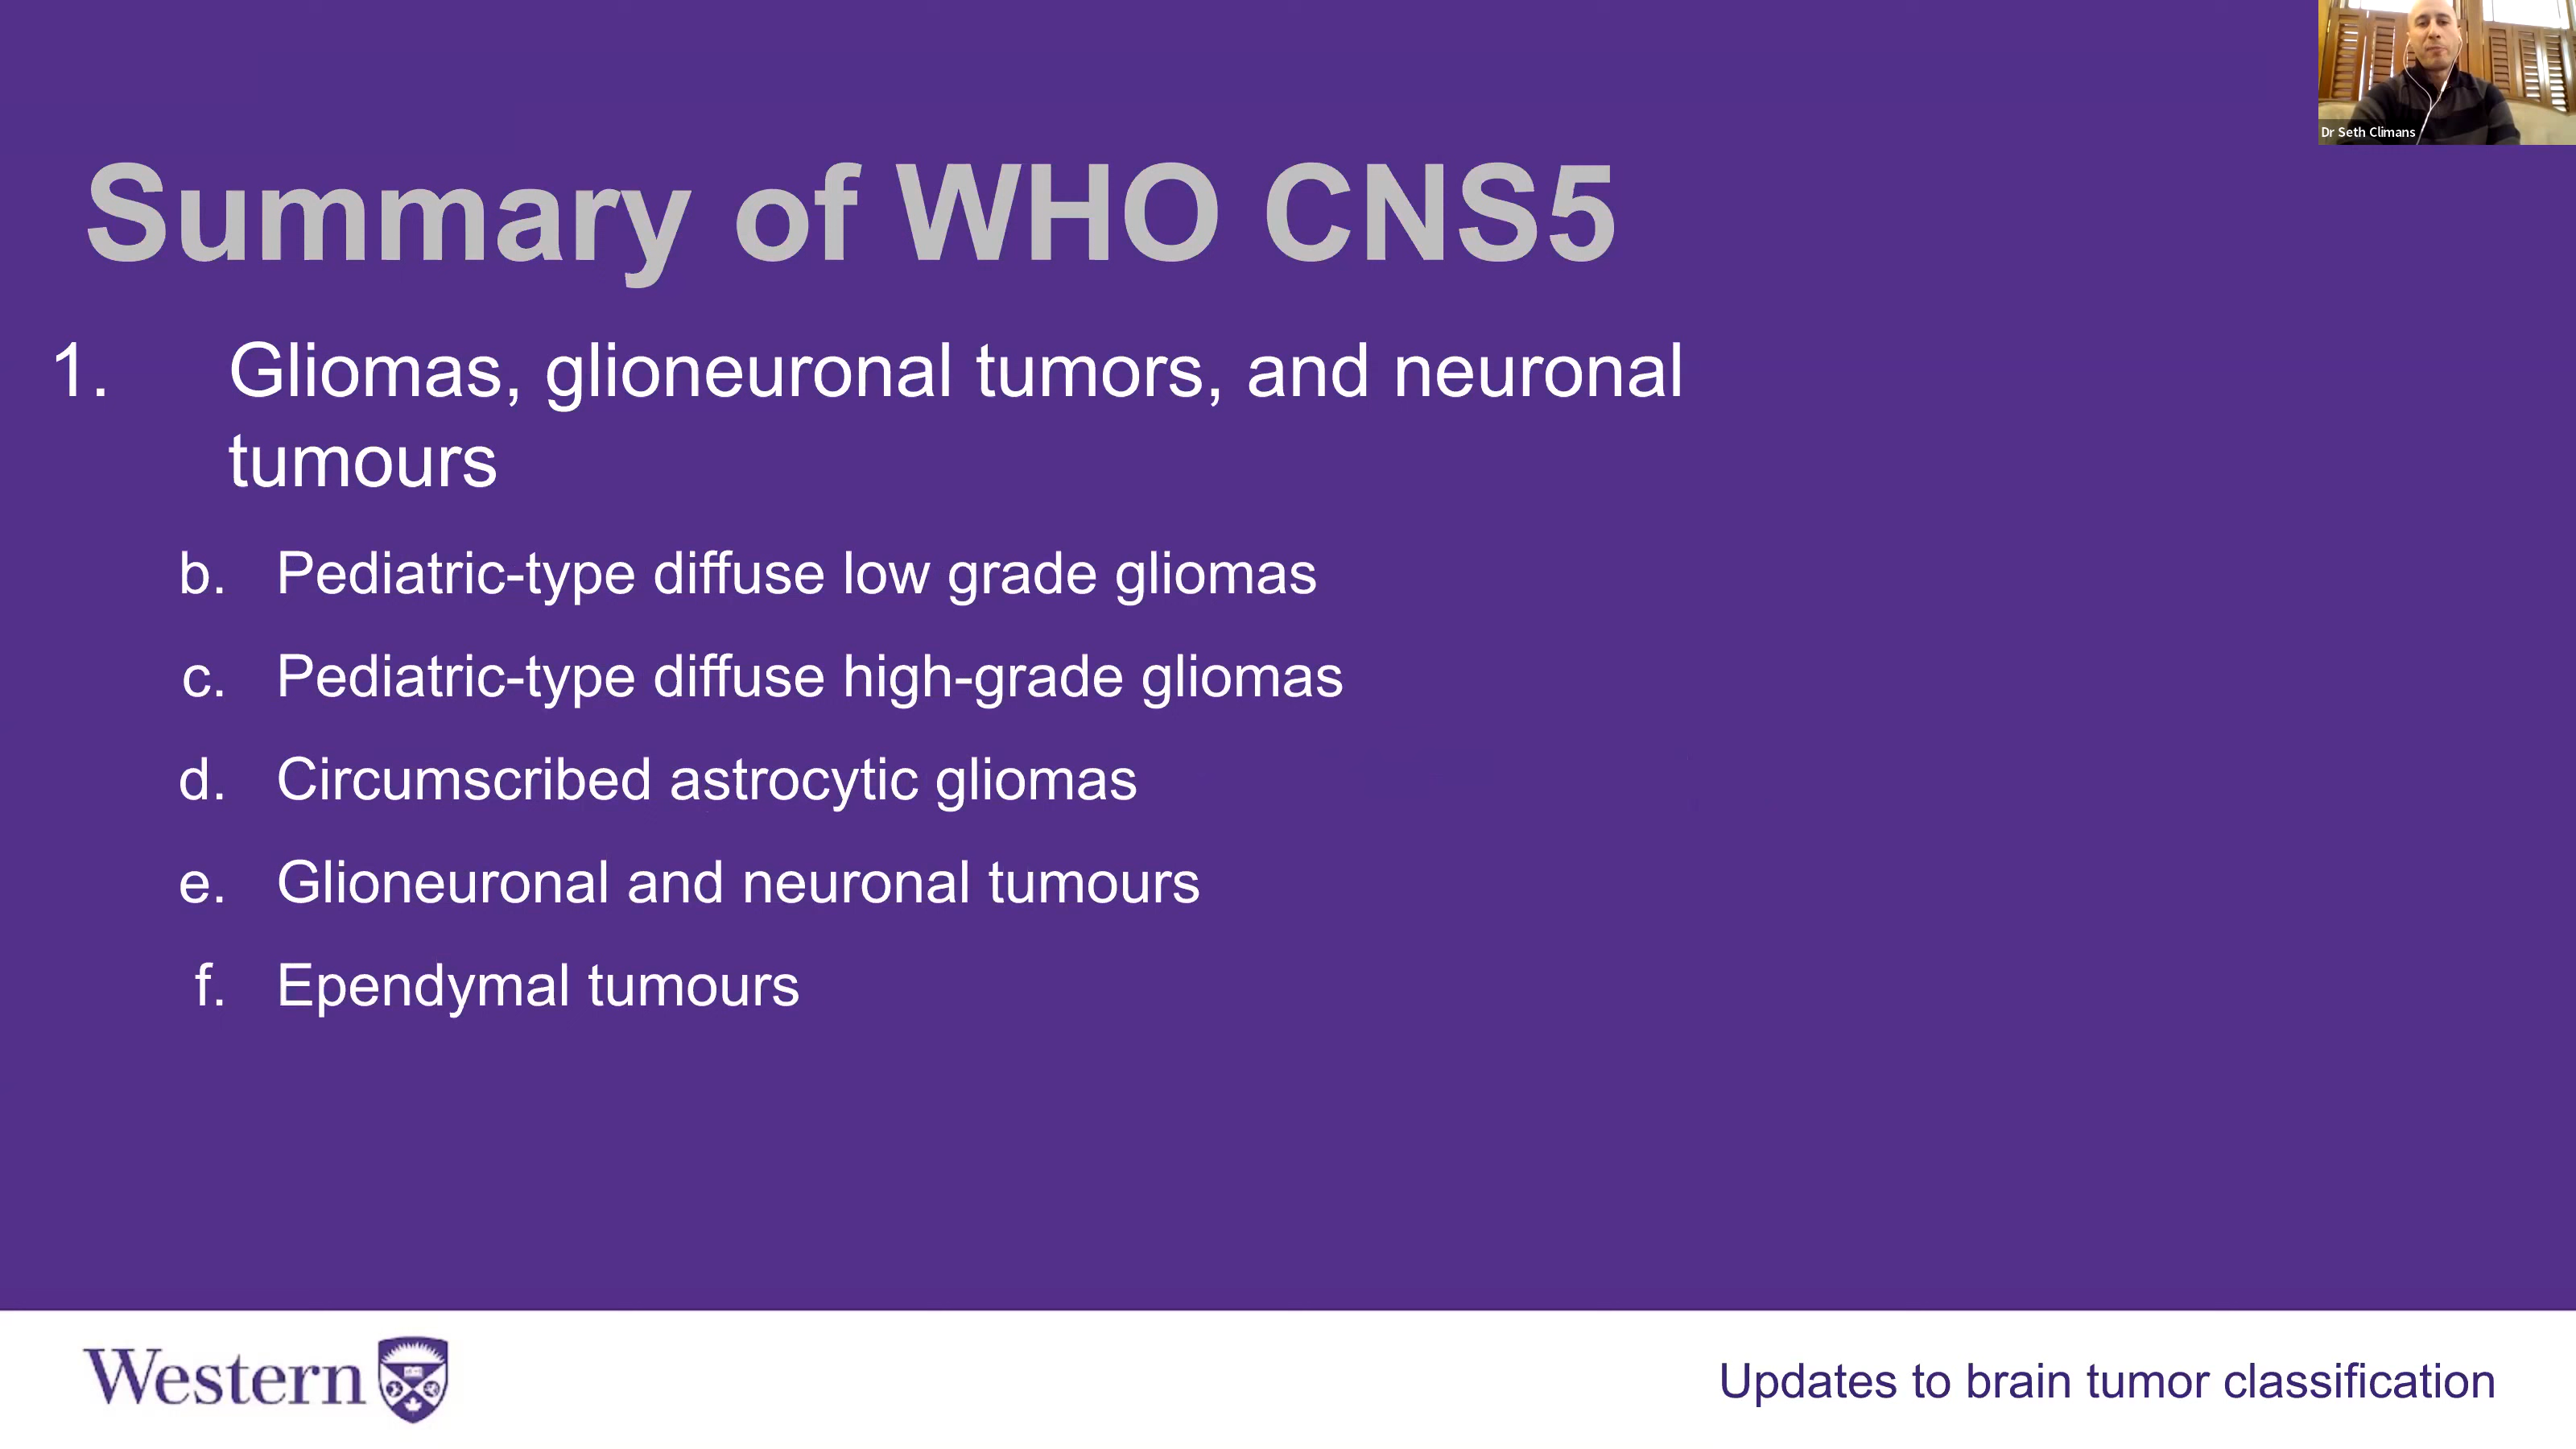 Dr Seth Climans
Summary of WHO CNS5
1. Gliomas, glioneuronal tumors, and neuronal
tumours
b. Pediatric-type diffuse low grade gliomas
c. Pediatric-type diffuse high-grade gliomas
d. Circumscribed astrocytic gliomas
e. Glioneuronal and neuronal tumours
f. Ependymal tumours
Western
Updates to brain tumor classification